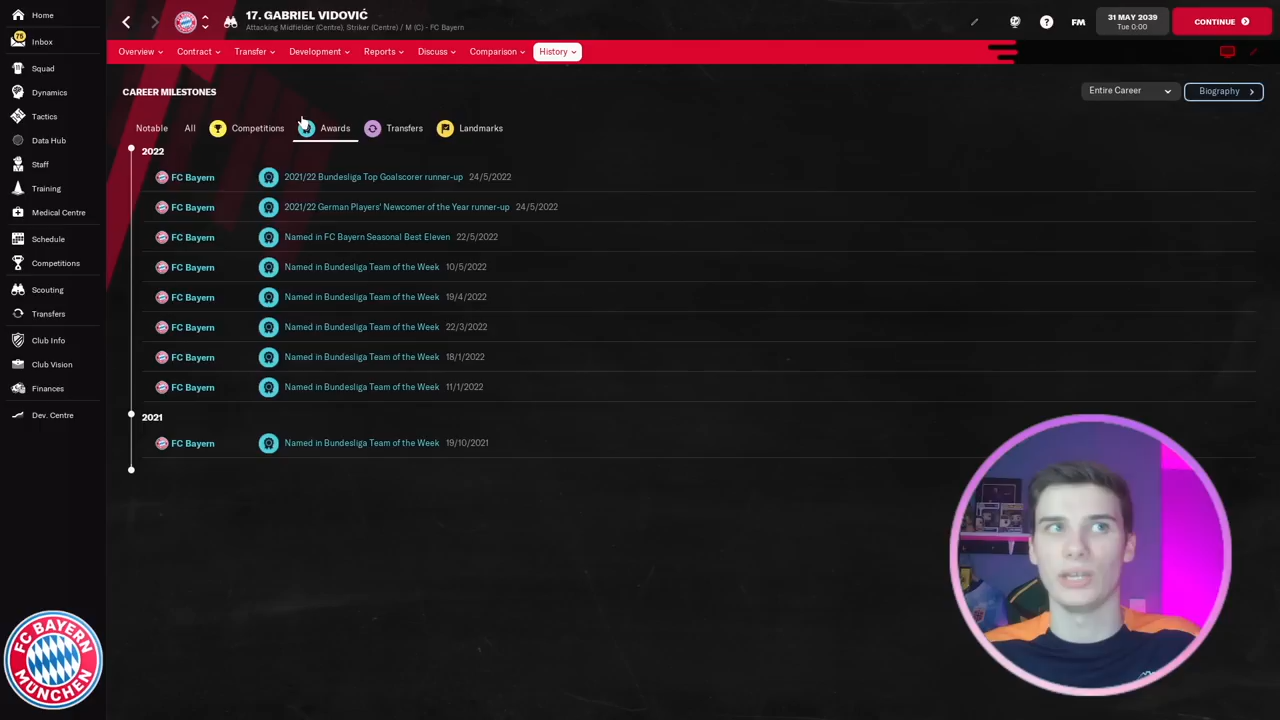 Home
75
Inbox
Squad
Dynamics
Tactics
Data Hub
Staff
Training
Medical Centre
Schedule
Competitions
Scouting
Transfers
Club Info
Club Vision
Finances
Dev. Centre
FC BAYERN
MÜNCHEN
17. GABRIEL VIDOVIĆ
Attacking Midfielder (Centre), Striker (Centre) / M (C) - FC Bayern
?
FM
31 MAY 2039
Tue 0:00
CONTINUE
Overview
Contract
Transfer
Development
Reports
Discuss
Comparison
History
CAREER MILESTONES
Entire Career
Biography
Notable
All
Competitions
Awards
Transfers
Landmarks
2022
FC Bayern 2021/22 Bundesliga Top Goalscorer runner-up 24/5/2022
FC Bayern 2021/22 German Players' Newcomer of the Year runner-up 24/5/2022
FC Bayern Named in FC Bayern Seasonal Best Eleven 22/5/2022
FC Bayern Named in Bundesliga Team of the Week 10/5/2022
FC Bayern Named in Bundesliga Team of the Week 19/4/2022
FC Bayern Named in Bundesliga Team of the Week 22/3/2022
FC Bayern Named in Bundesliga Team of the Week 18/1/2022
FC Bayern Named in Bundesliga Team of the Week 11/1/2022
2021
FC Bayern Named in Bundesliga Team of the Week 19/10/2021